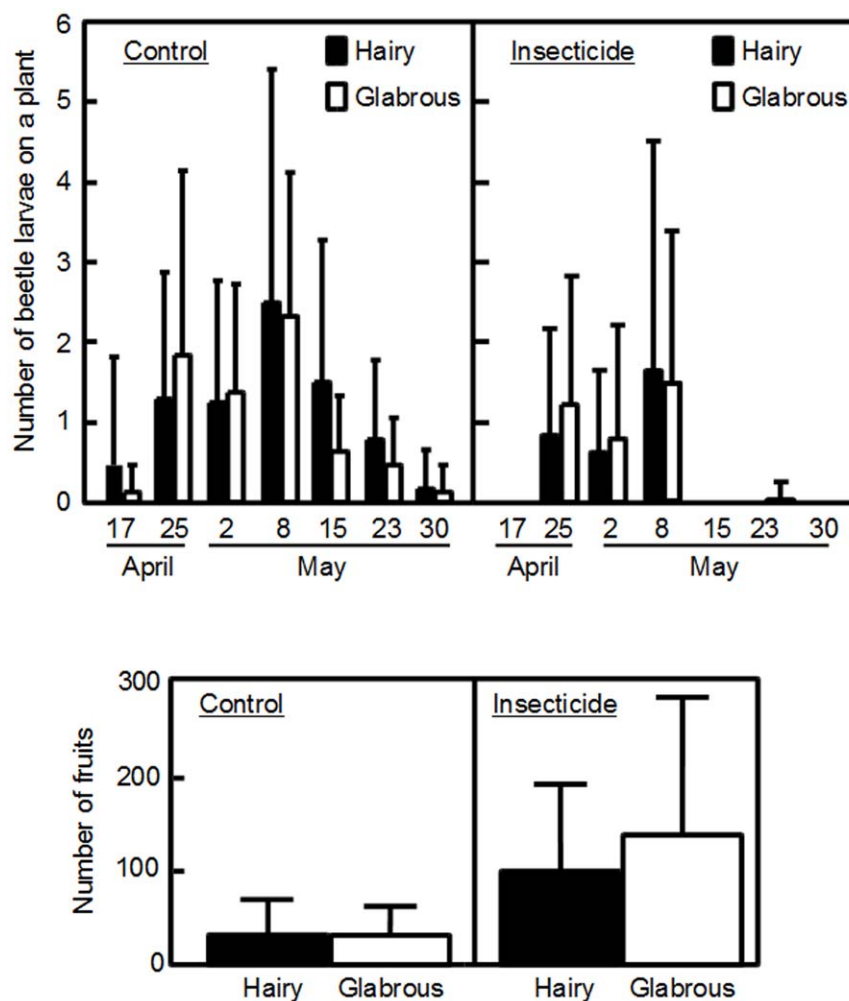 Number of beetle larvae on a plant
6
5
4
3
2
1
0
Control
Hairy
Glabrous
17 25 2 8 15 23 30
April May
Insecticide
Hairy
Glabrous
17 25 2 8 15 23 30
April May
Number of fruits
300
200
100
0
Control
Hairy Glabrous
Insecticide
Hairy Glabrous